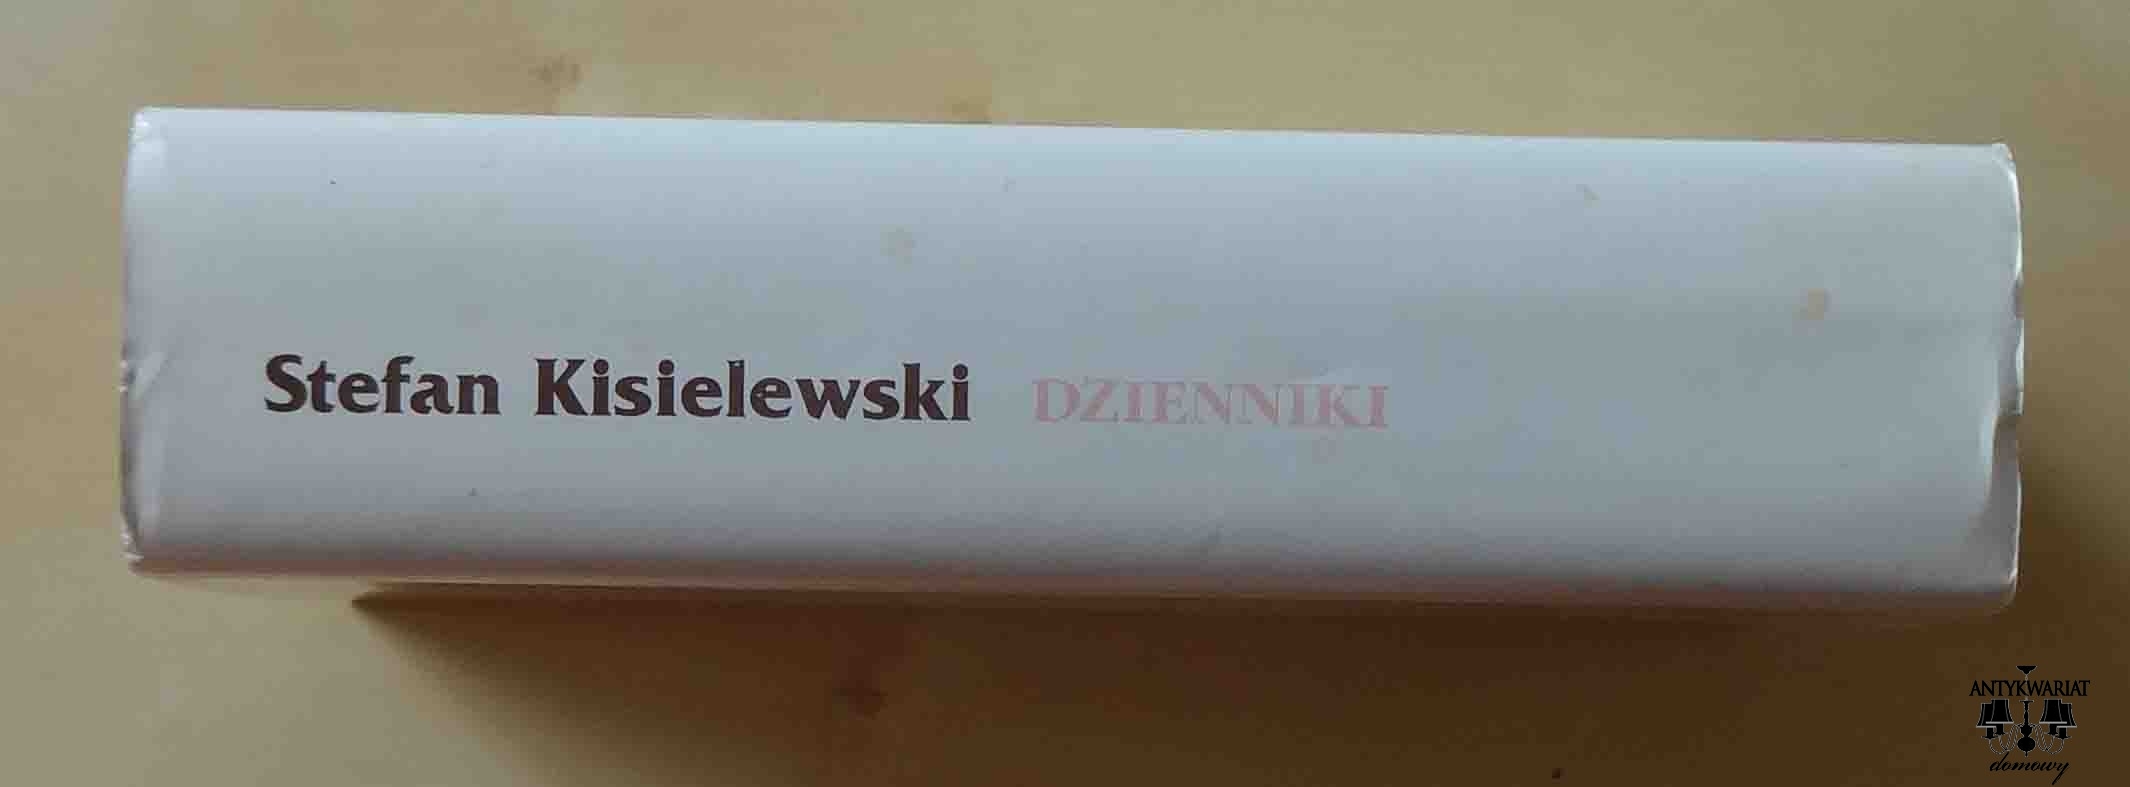 Stefan Kisielewski DZIENNIKI
ANTYKWARIAT
domowy